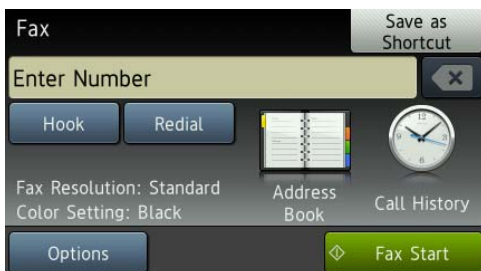 Fax
Save as
Shortcut
Enter Number
Hook
Redial
Fax Resolution: Standard
Color Setting: Black
Address
Book
Call History
Options
Fax Start